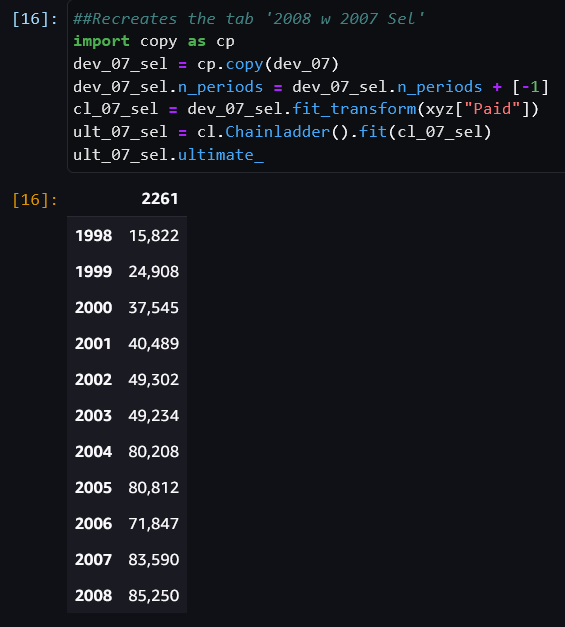 [16]: ##Recreates the tab '2008 w 2007 Sel'
import copy as cp
dev_07_sel = cp.copy(dev_07)
dev_07_sel.n_periods = dev_07_sel.n_periods + [-1]
cl_07_sel = dev_07_sel.fit_transform(xyz["Paid"])
ult_07_sel = cl.Chainladder().fit(cl_07_sel)
ult_07_sel.ultimate_
[16]: 2261
1998 15,822
1999 24,908
2000 37,545
2001 40,489
2002 49,302
2003 49,234
2004 80,208
2005 80,812
2006 71,847
2007 83,590
2008 85,250